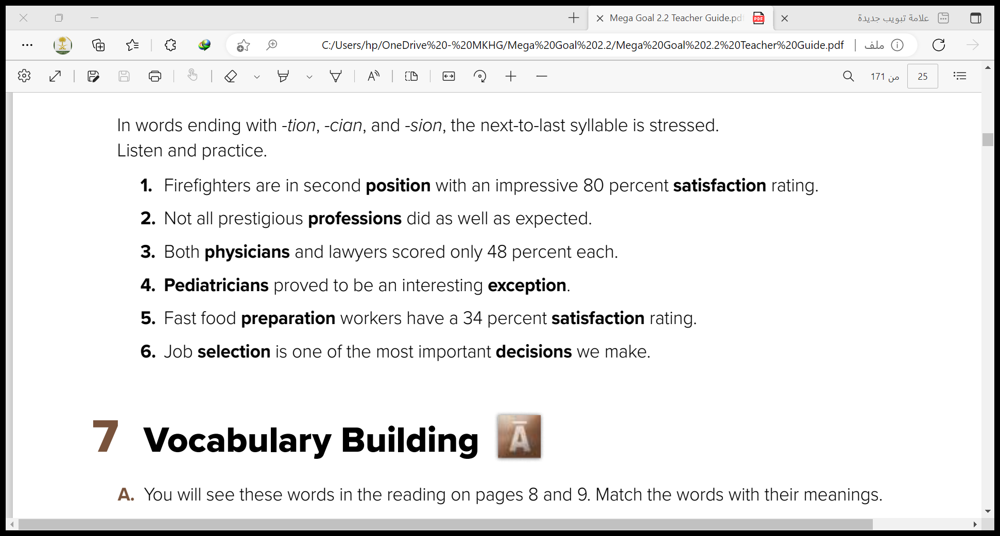 Mega Goal 2.2 Teacher Guide.pd
علامة تبويب جديدة
C:/Users/hp/OneDrive%20-%20MKHG/Mega%20Goal%202.2/Mega%20Goal%202.2%20Teacher%20Guide.pdf
ملف
25
من 171
In words ending with -tion, -cian, and -sion, the next-to-last syllable is stressed.
Listen and practice.
1. Firefighters are in second position with an impressive 80 percent satisfaction rating.
2. Not all prestigious professions did as well as expected.
3. Both physicians and lawyers scored only 48 percent each.
4. Pediatricians proved to be an interesting exception.
5. Fast food preparation workers have a 34 percent satisfaction rating.
6. Job selection is one of the most important decisions we make.
7 Vocabulary Building
A. You will see these words in the reading on pages 8 and 9. Match the words with their meanings.